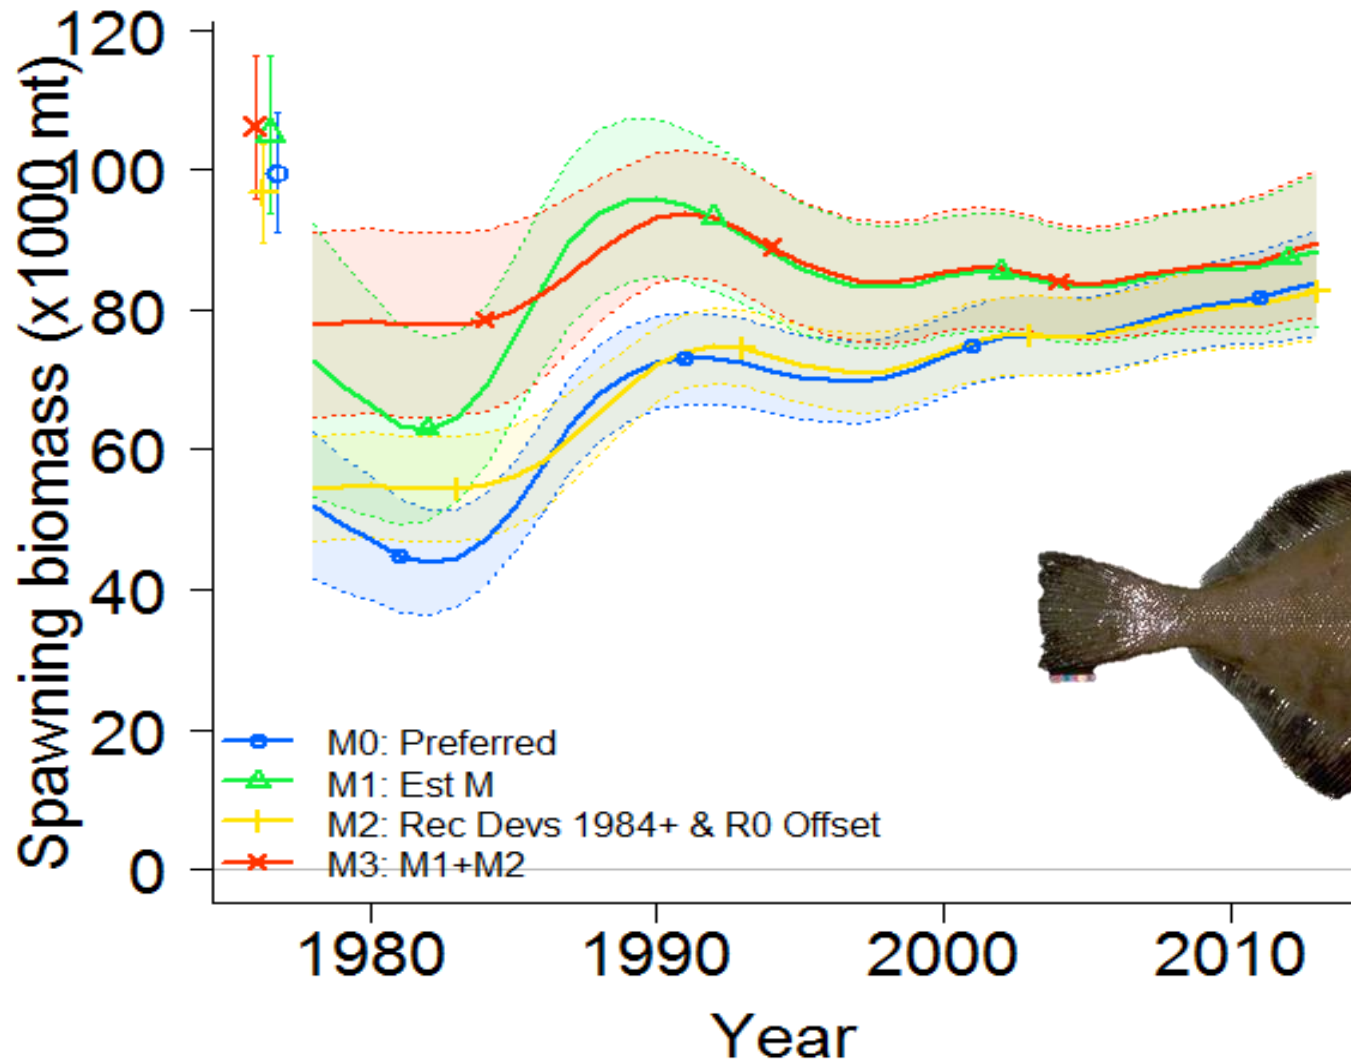 Spawning biomass (x1000 mt)
120
100
80
60
40
20
0
M0: Preferred
M1: Est M
M2: Rec Devs 1984+ & R0 Offset
M3: M1+M2
1980 1990 2000 2010
Year